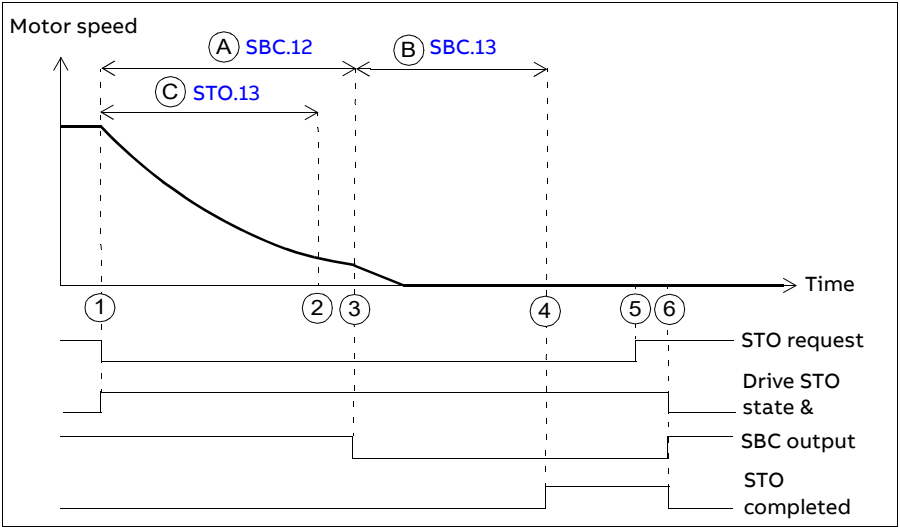 Motor speed
A SBC.12
B SBC.13
C STO.13
Time
1 2 3 4 5 6
STO request
Drive STO
state &
SBC output
STO
completed